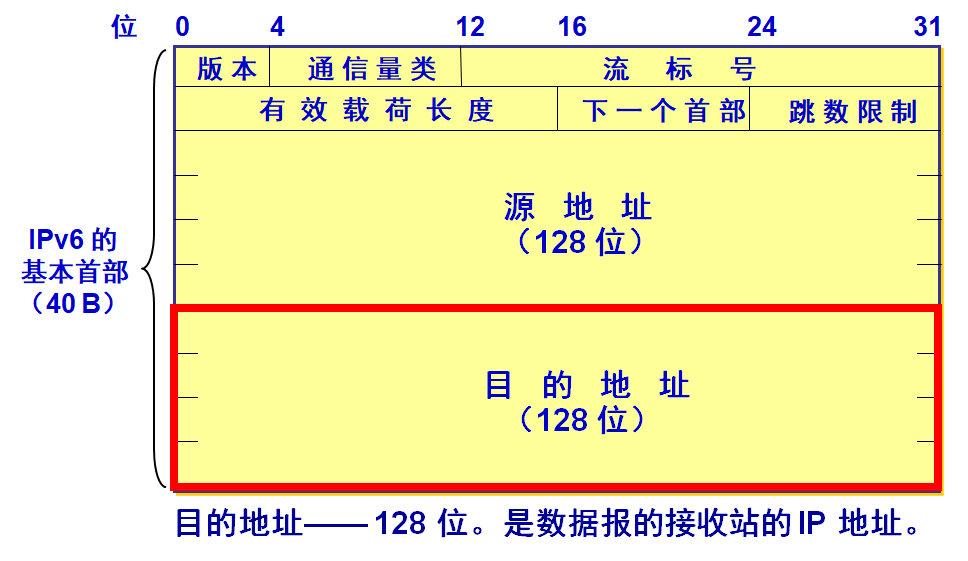 位 0 4 12 16 24 31
版本 通信量类 流标号
有效载荷长度 下一个首部 跳数限制
源地址
（128 位）
IPv6 的
基本首部
（40 B）
目的地址
（128 位）
目的地址——128 位。是数据报的接收站的IP 地址。